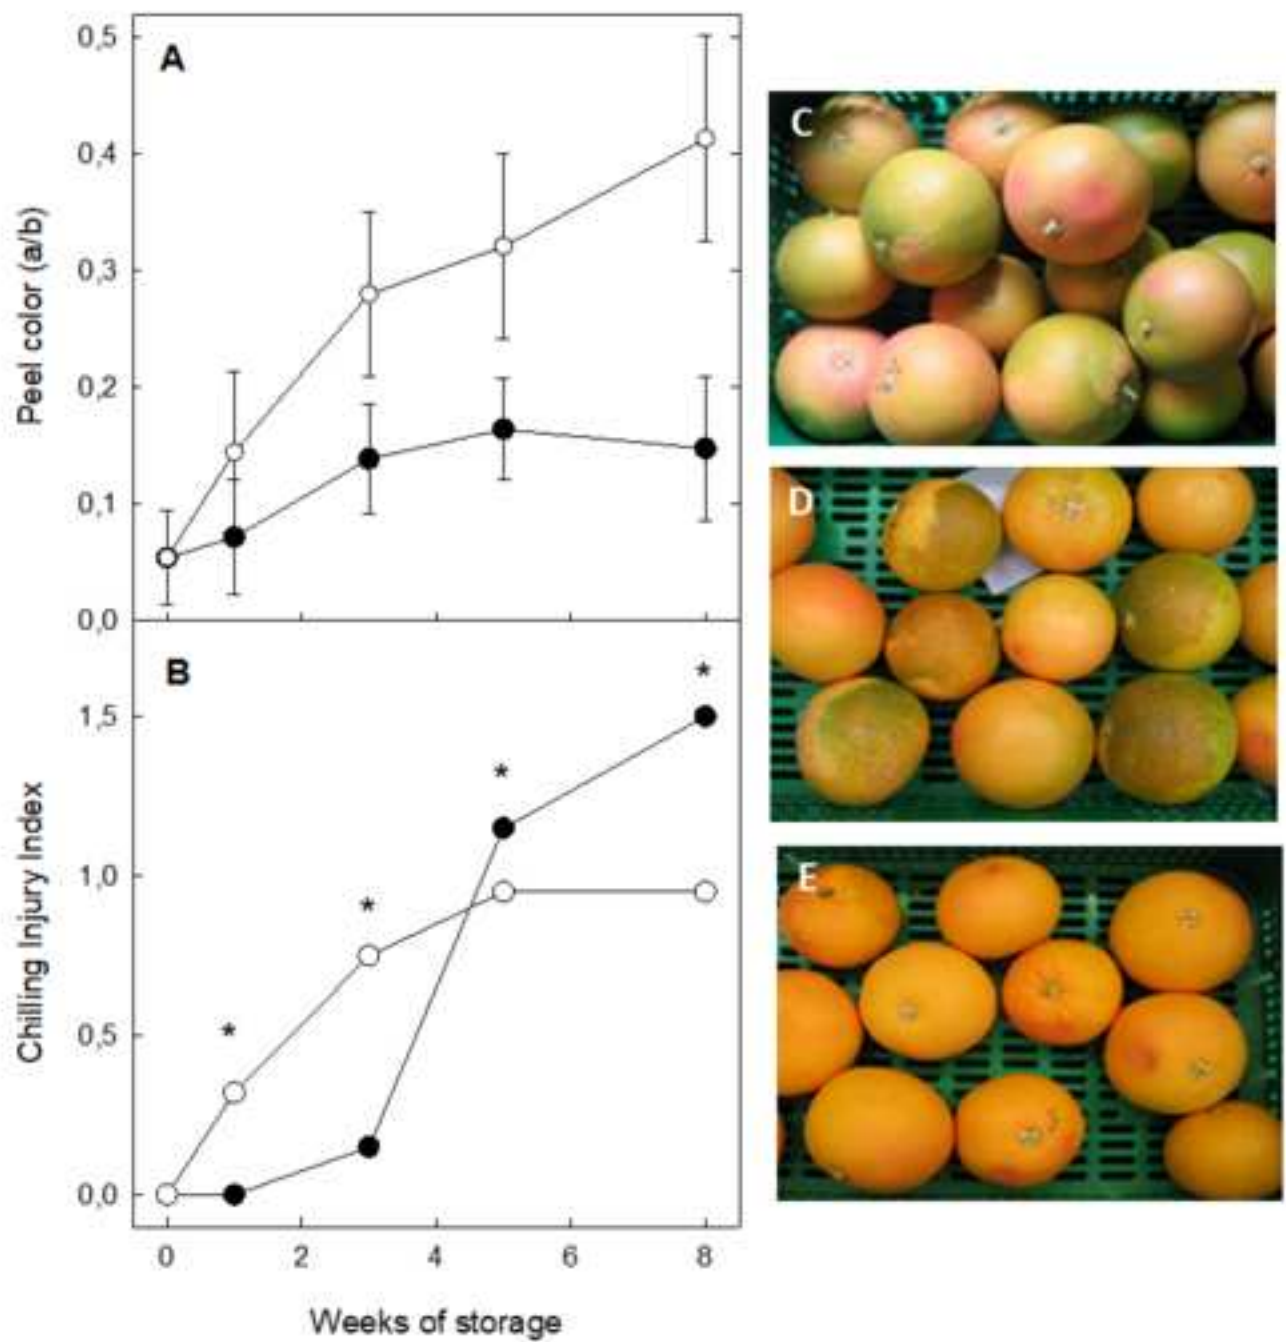 A
0,5
0,4
0,3
0,2
0,1
0,0
Peel color (a/b)
B
*
*
*
*
1,5
1,0
0,5
0,0
Chilling Injury Index
0 2 4 6 8
Weeks of storage
C
D
E